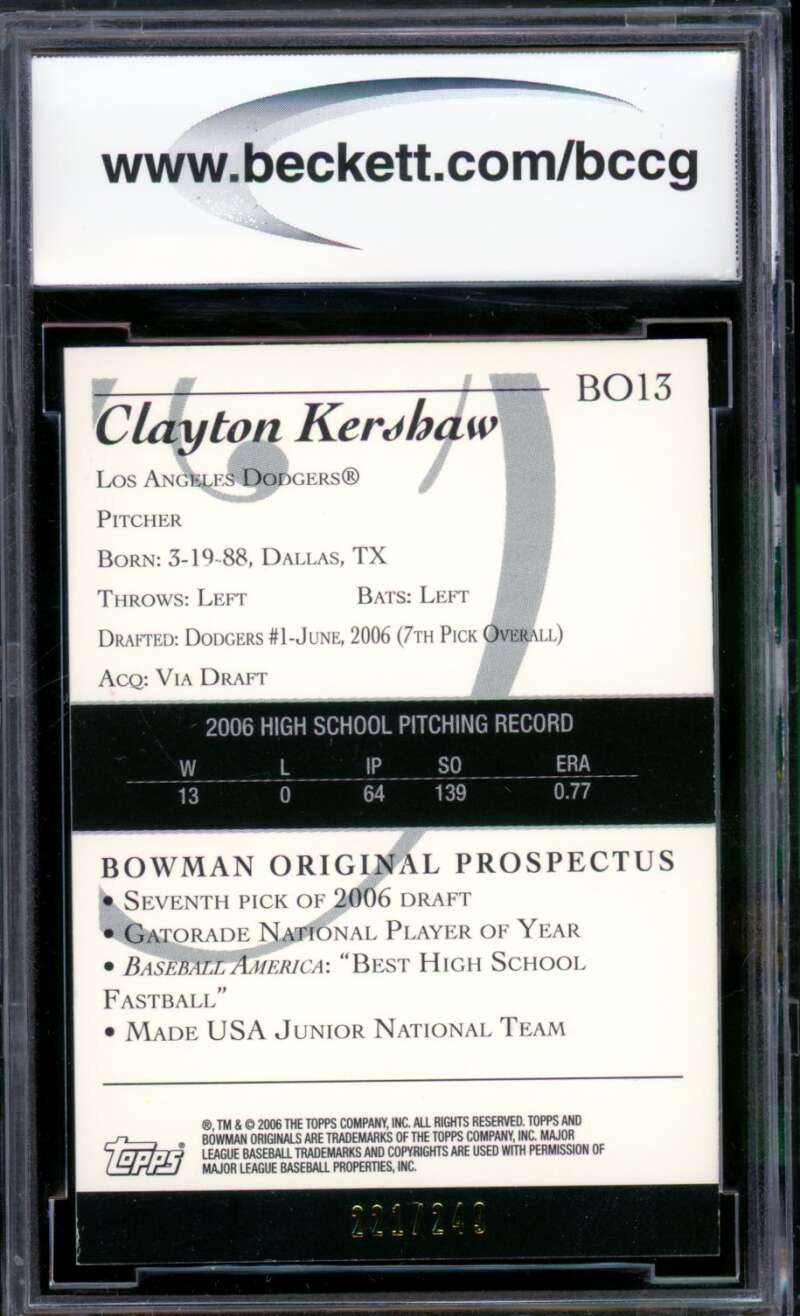 www.beckett.com/bccg
BO13
Clayton Kershaw
Los Angeles Dodgers®
Pitcher
Born: 3-19-88, Dallas, TX
Throws: Left Bats: Left
Drafted: Dodgers #1-June, 2006 (7th Pick Overall)
Acq: Via Draft
2006 HIGH SCHOOL PITCHING RECORD
W L IP SO ERA
13 0 64 139 0.77
BOWMAN ORIGINAL PROSPECTUS
• Seventh pick of 2006 draft
• Gatorade National Player of Year
• Baseball America: “Best High School
Fastball”
• Made USA Junior National Team
®, TM & © 2006 THE TOPPS COMPANY, INC. ALL RIGHTS RESERVED. TOPPS AND
BOWMAN ORIGINALS ARE TRADEMARKS OF THE TOPPS COMPANY, INC. MAJOR
LEAGUE BASEBALL TRADEMARKS AND COPYRIGHTS ARE USED WITH PERMISSION OF
MAJOR LEAGUE BASEBALL PROPERTIES, INC.
Topps®
221/249